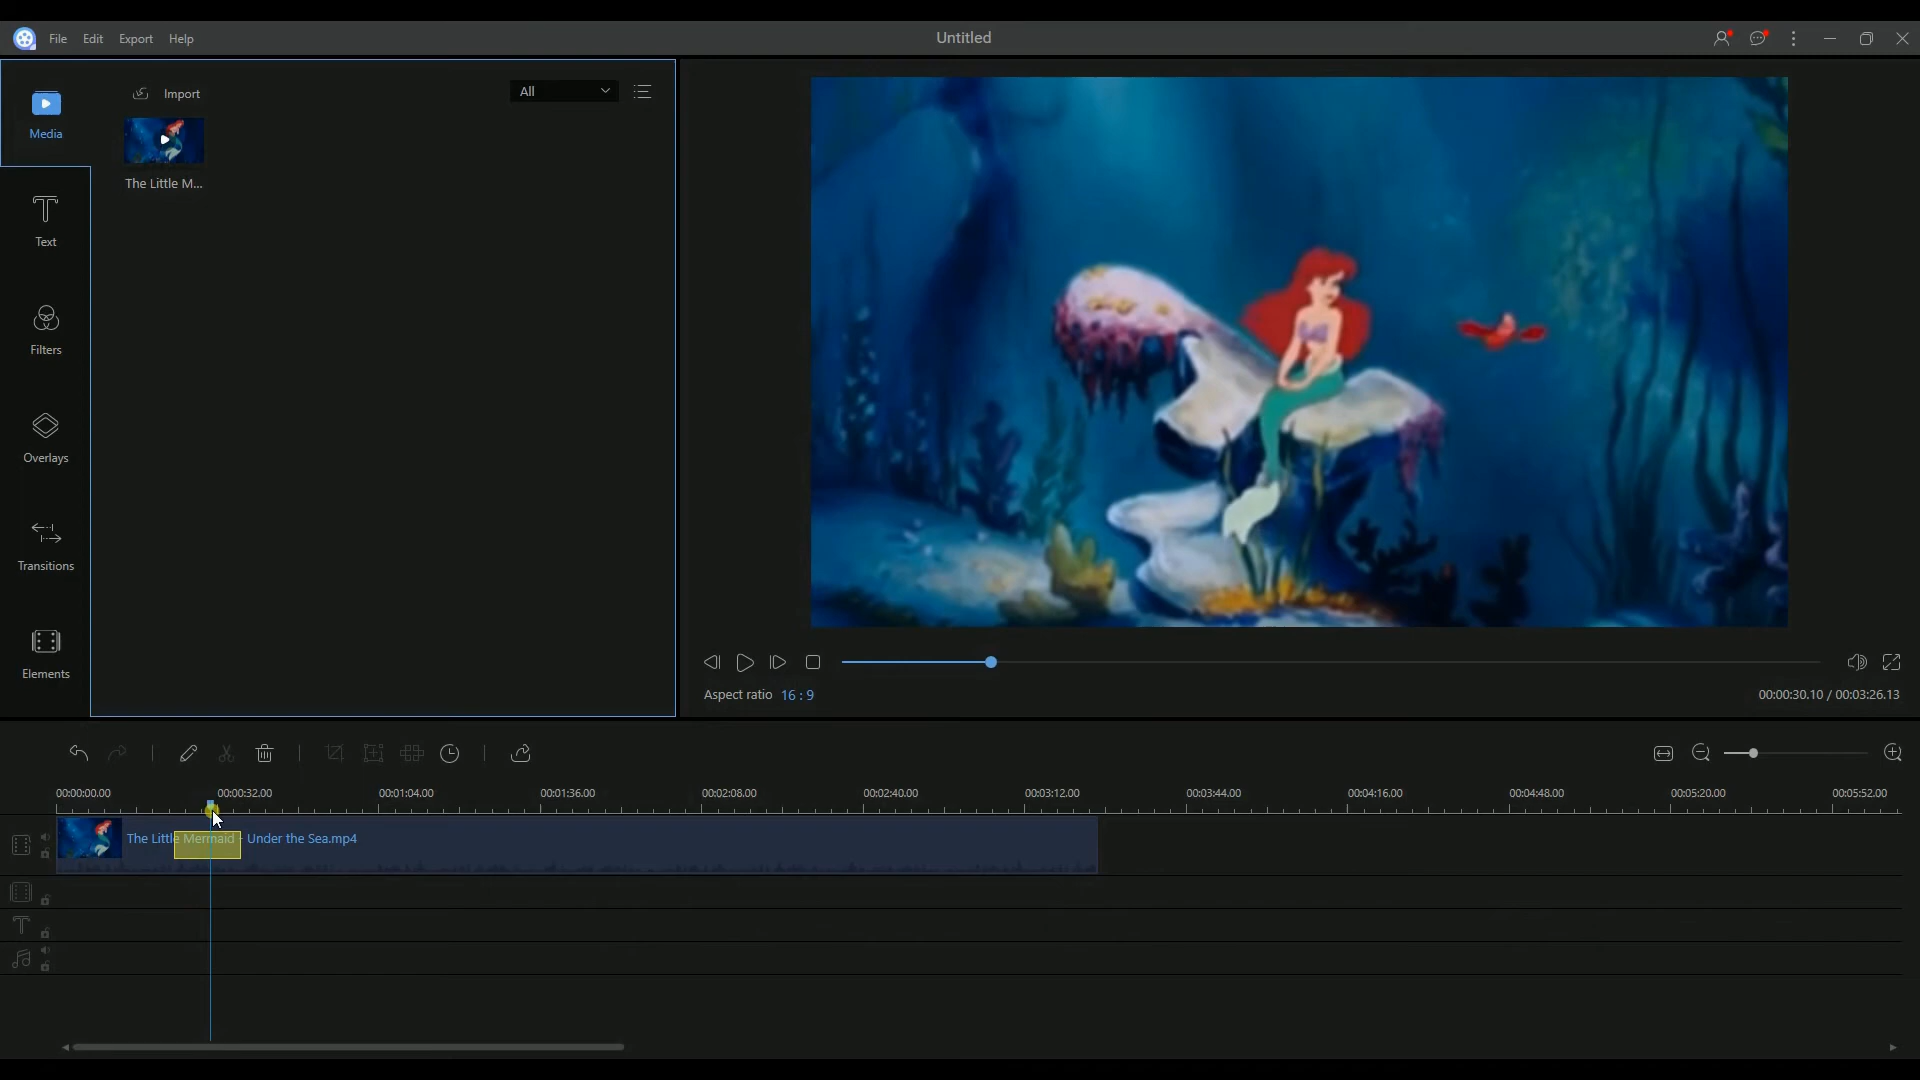 File Edit Export Help
Untitled
Media
Import
All
The Little M...
Text
Filters
Overlays
Transitions
Elements
Aspect ratio 16 : 9
00:00:30.10 / 00:03:26.13
00:00:00.00 00:00:32.00 00:01:04.00 00:01:36.00 00:02:08.00 00:02:40.00 00:03:12.00 00:03:44.00 00:04:16.00 00:04:48.00 00:05:20.00 00:05:52.00
The Little Mermaid - Under the Sea.mp4